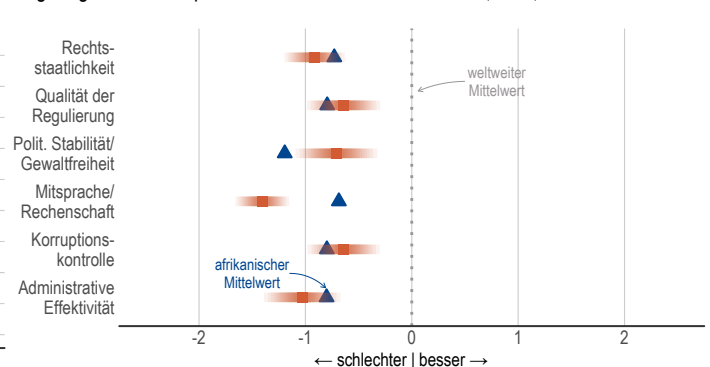 Rechts-
staatlichkeit
Qualität der
Regulierung
Polit. Stabilität/
Gewaltfreiheit
Mitsprache/
Rechenschaft
Korruptions-
kontrolle
Administrative
Effektivität
weltweiter
Mittelwert
afrikanischer
Mittelwert
-2 -1 0 1 2
← schlechter | besser →